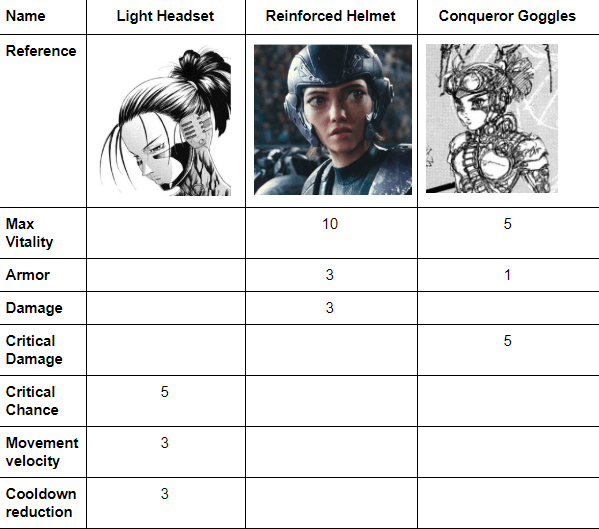 Name Light Headset Reinforced Helmet Conqueror Goggles
Reference
Max
Vitality 10 5
Armor 3 1
Damage 3
Critical
Damage 5
Critical
Chance 5
Movement
velocity 3
Cooldown
reduction 3